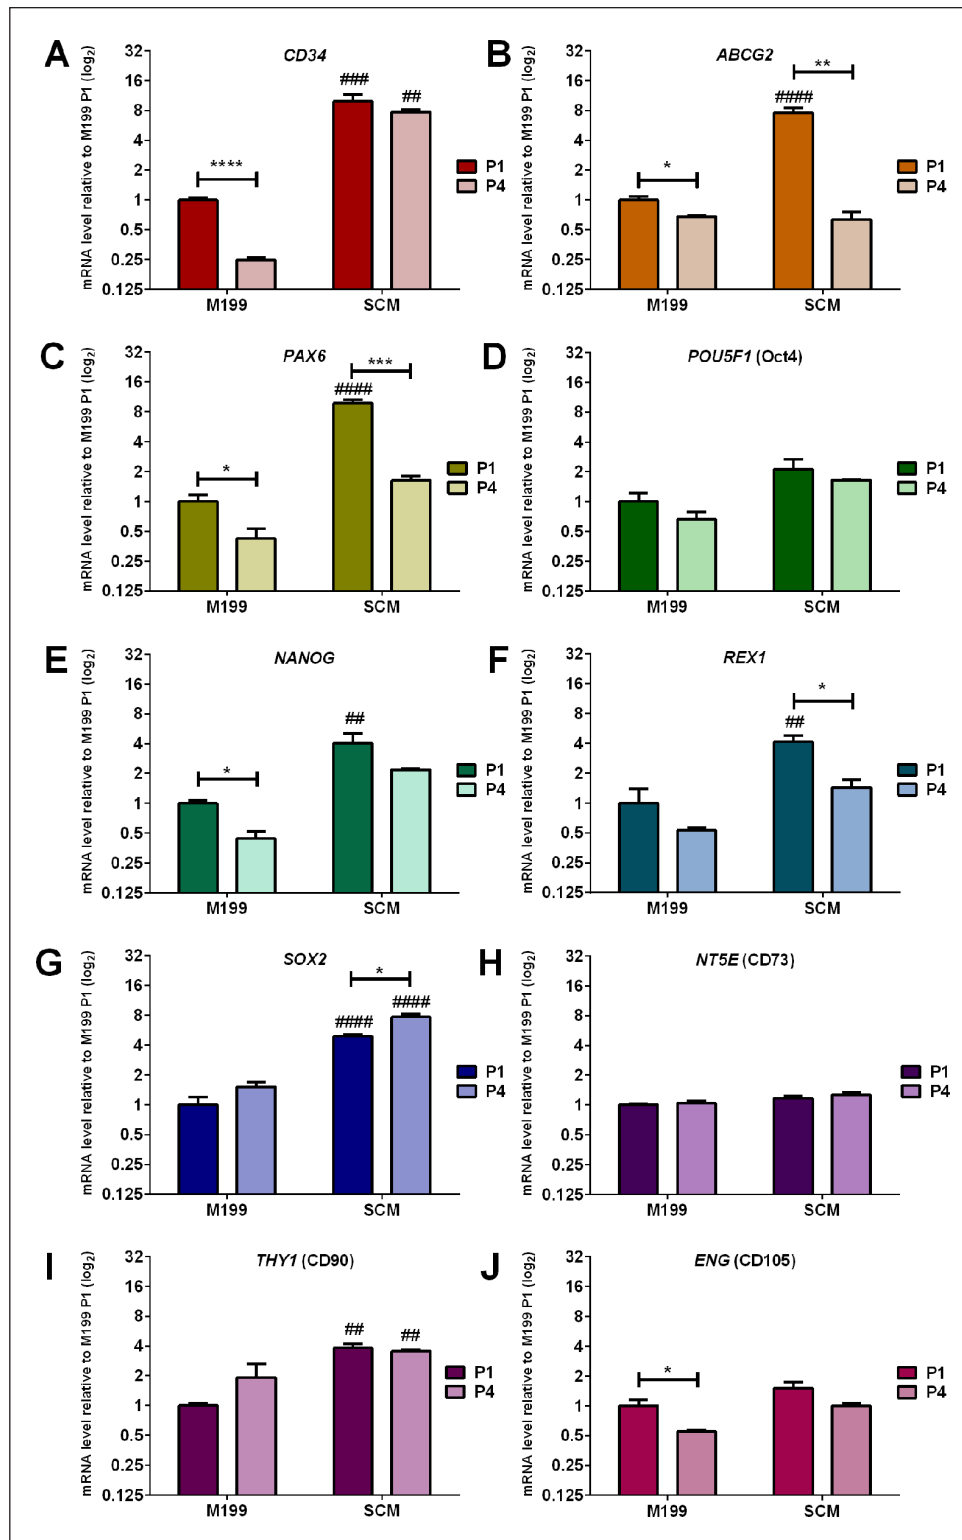 A
CD34
mRNA level relative to M199 P1 (log2)
32
16
8
4
2
1
0.5
0.25
0.125
****
###
##
M199
SCM
P1
P4
B
ABCG2
mRNA level relative to M199 P1 (log2)
32
16
8
4
2
1
0.5
0.25
0.125
*
####
**
M199
SCM
P1
P4
C
PAX6
mRNA level relative to M199 P1 (log2)
32
16
8
4
2
1
0.5
0.25
0.125
*
####
***
M199
SCM
P1
P4
D
POU5F1 (Oct4)
mRNA level relative to M199 P1 (log2)
32
16
8
4
2
1
0.5
0.25
0.125
M199
SCM
P1
P4
E
NANOG
mRNA level relative to M199 P1 (log2)
32
16
8
4
2
1
0.5
0.25
0.125
*
##
M199
SCM
P1
P4
F
REX1
mRNA level relative to M199 P1 (log2)
32
16
8
4
2
1
0.5
0.25
0.125
##
*
M199
SCM
P1
P4
G
SOX2
mRNA level relative to M199 P1 (log2)
32
16
8
4
2
1
0.5
0.25
0.125
####
*
####
M199
SCM
P1
P4
H
NT5E (CD73)
mRNA level relative to M199 P1 (log2)
32
16
8
4
2
1
0.5
0.25
0.125
M199
SCM
P1
P4
I
THY1 (CD90)
mRNA level relative to M199 P1 (log2)
32
16
8
4
2
1
0.5
0.25
0.125
##
##
M199
SCM
P1
P4
J
ENG (CD105)
mRNA level relative to M199 P1 (log2)
32
16
8
4
2
1
0.5
0.25
0.125
*
M199
SCM
P1
P4